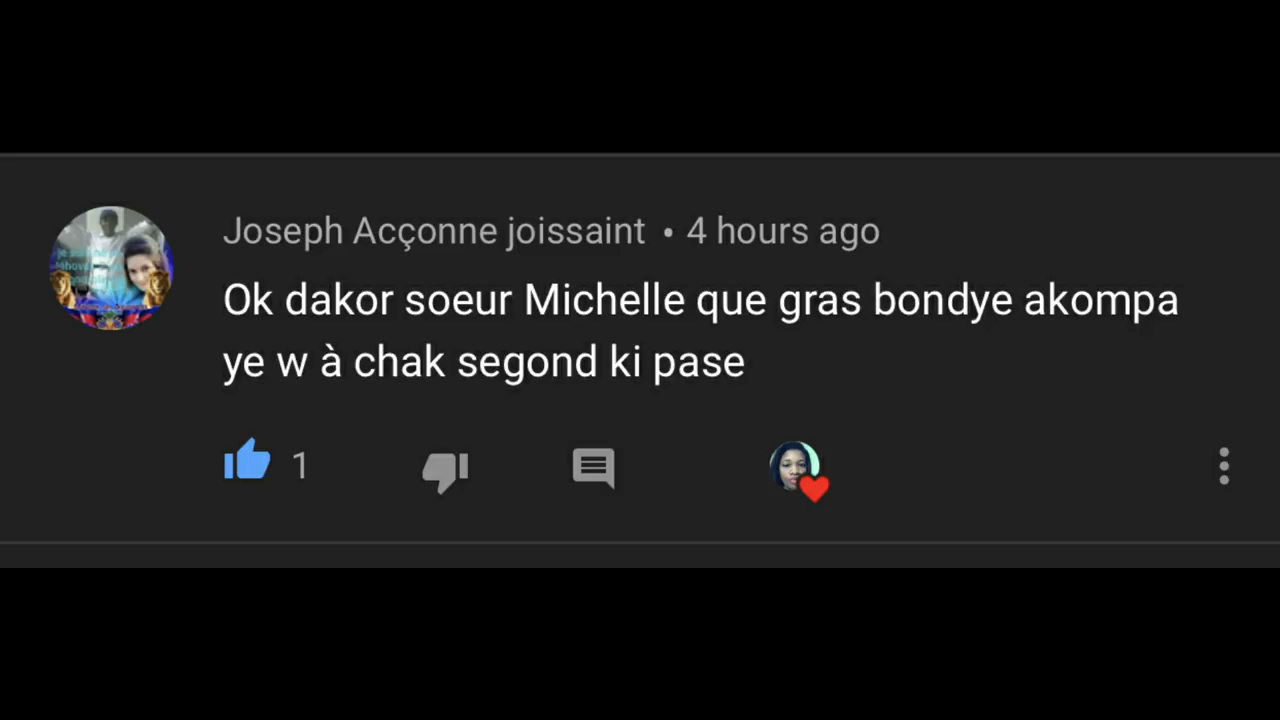 Joseph Acçonne joissaint • 4 hours ago
Ok dakor soeur Michelle que gras bondye akompa
ye w à chak segond ki pase
1